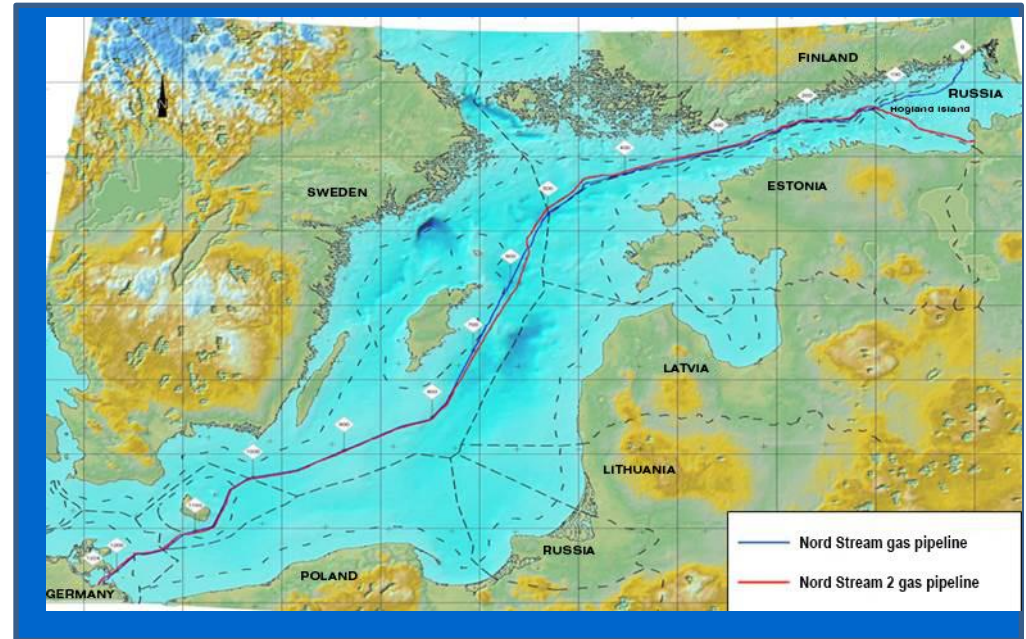 FINLAND
RUSSIA
Hogland Island
SWEDEN
ESTONIA
LATVIA
LITHUANIA
RUSSIA
POLAND
GERMANY
Nord Stream gas pipeline
Nord Stream 2 gas pipeline